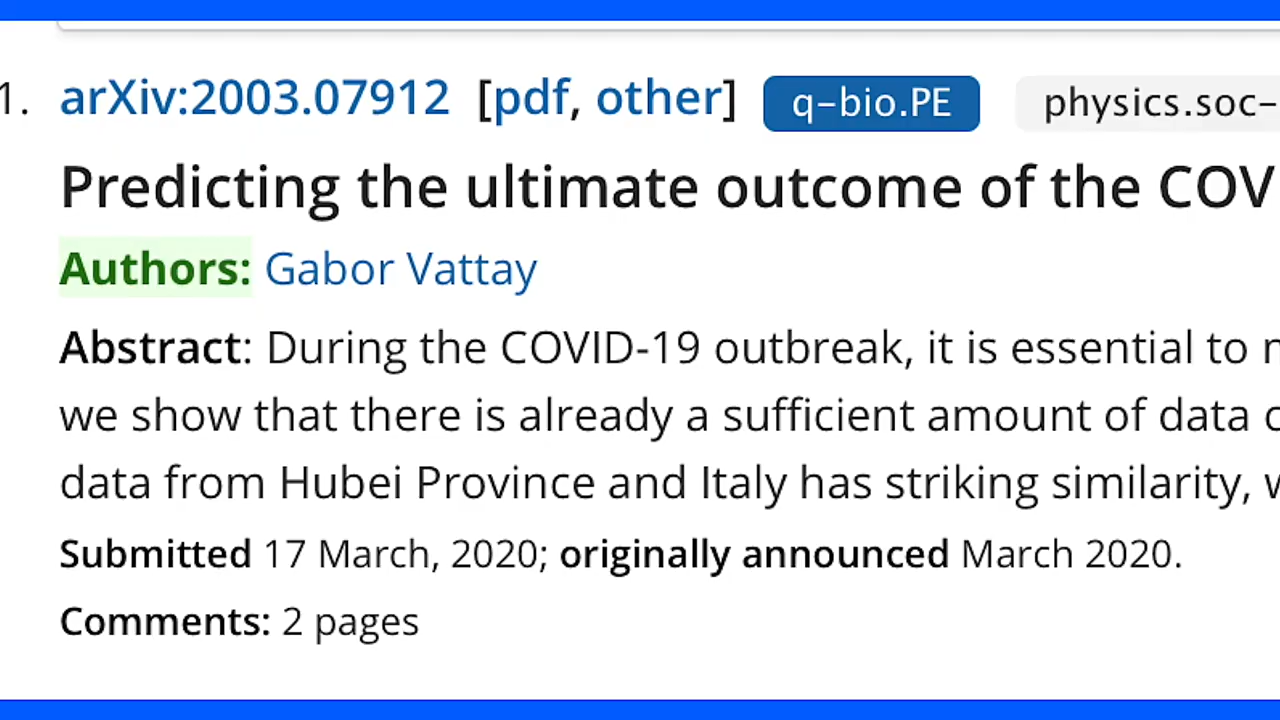 1. arXiv:2003.07912 [pdf, other] q-bio.PE physics.soc-
Predicting the ultimate outcome of the COV
Authors: Gabor Vattay
Abstract: During the COVID-19 outbreak, it is essential to
we show that there is already a sufficient amount of data
data from Hubei Province and Italy has striking similarity,
Submitted 17 March, 2020; originally announced March 2020.
Comments: 2 pages